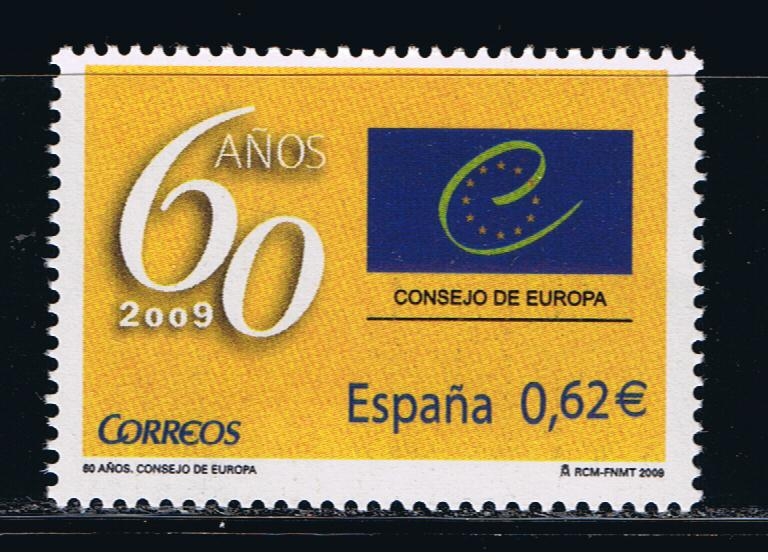 60 AÑOS
2009
CONSEJO DE EUROPA
España 0,62€
CORREOS
60 AÑOS. CONSEJO DE EUROPA
RCM-FNMT 2009